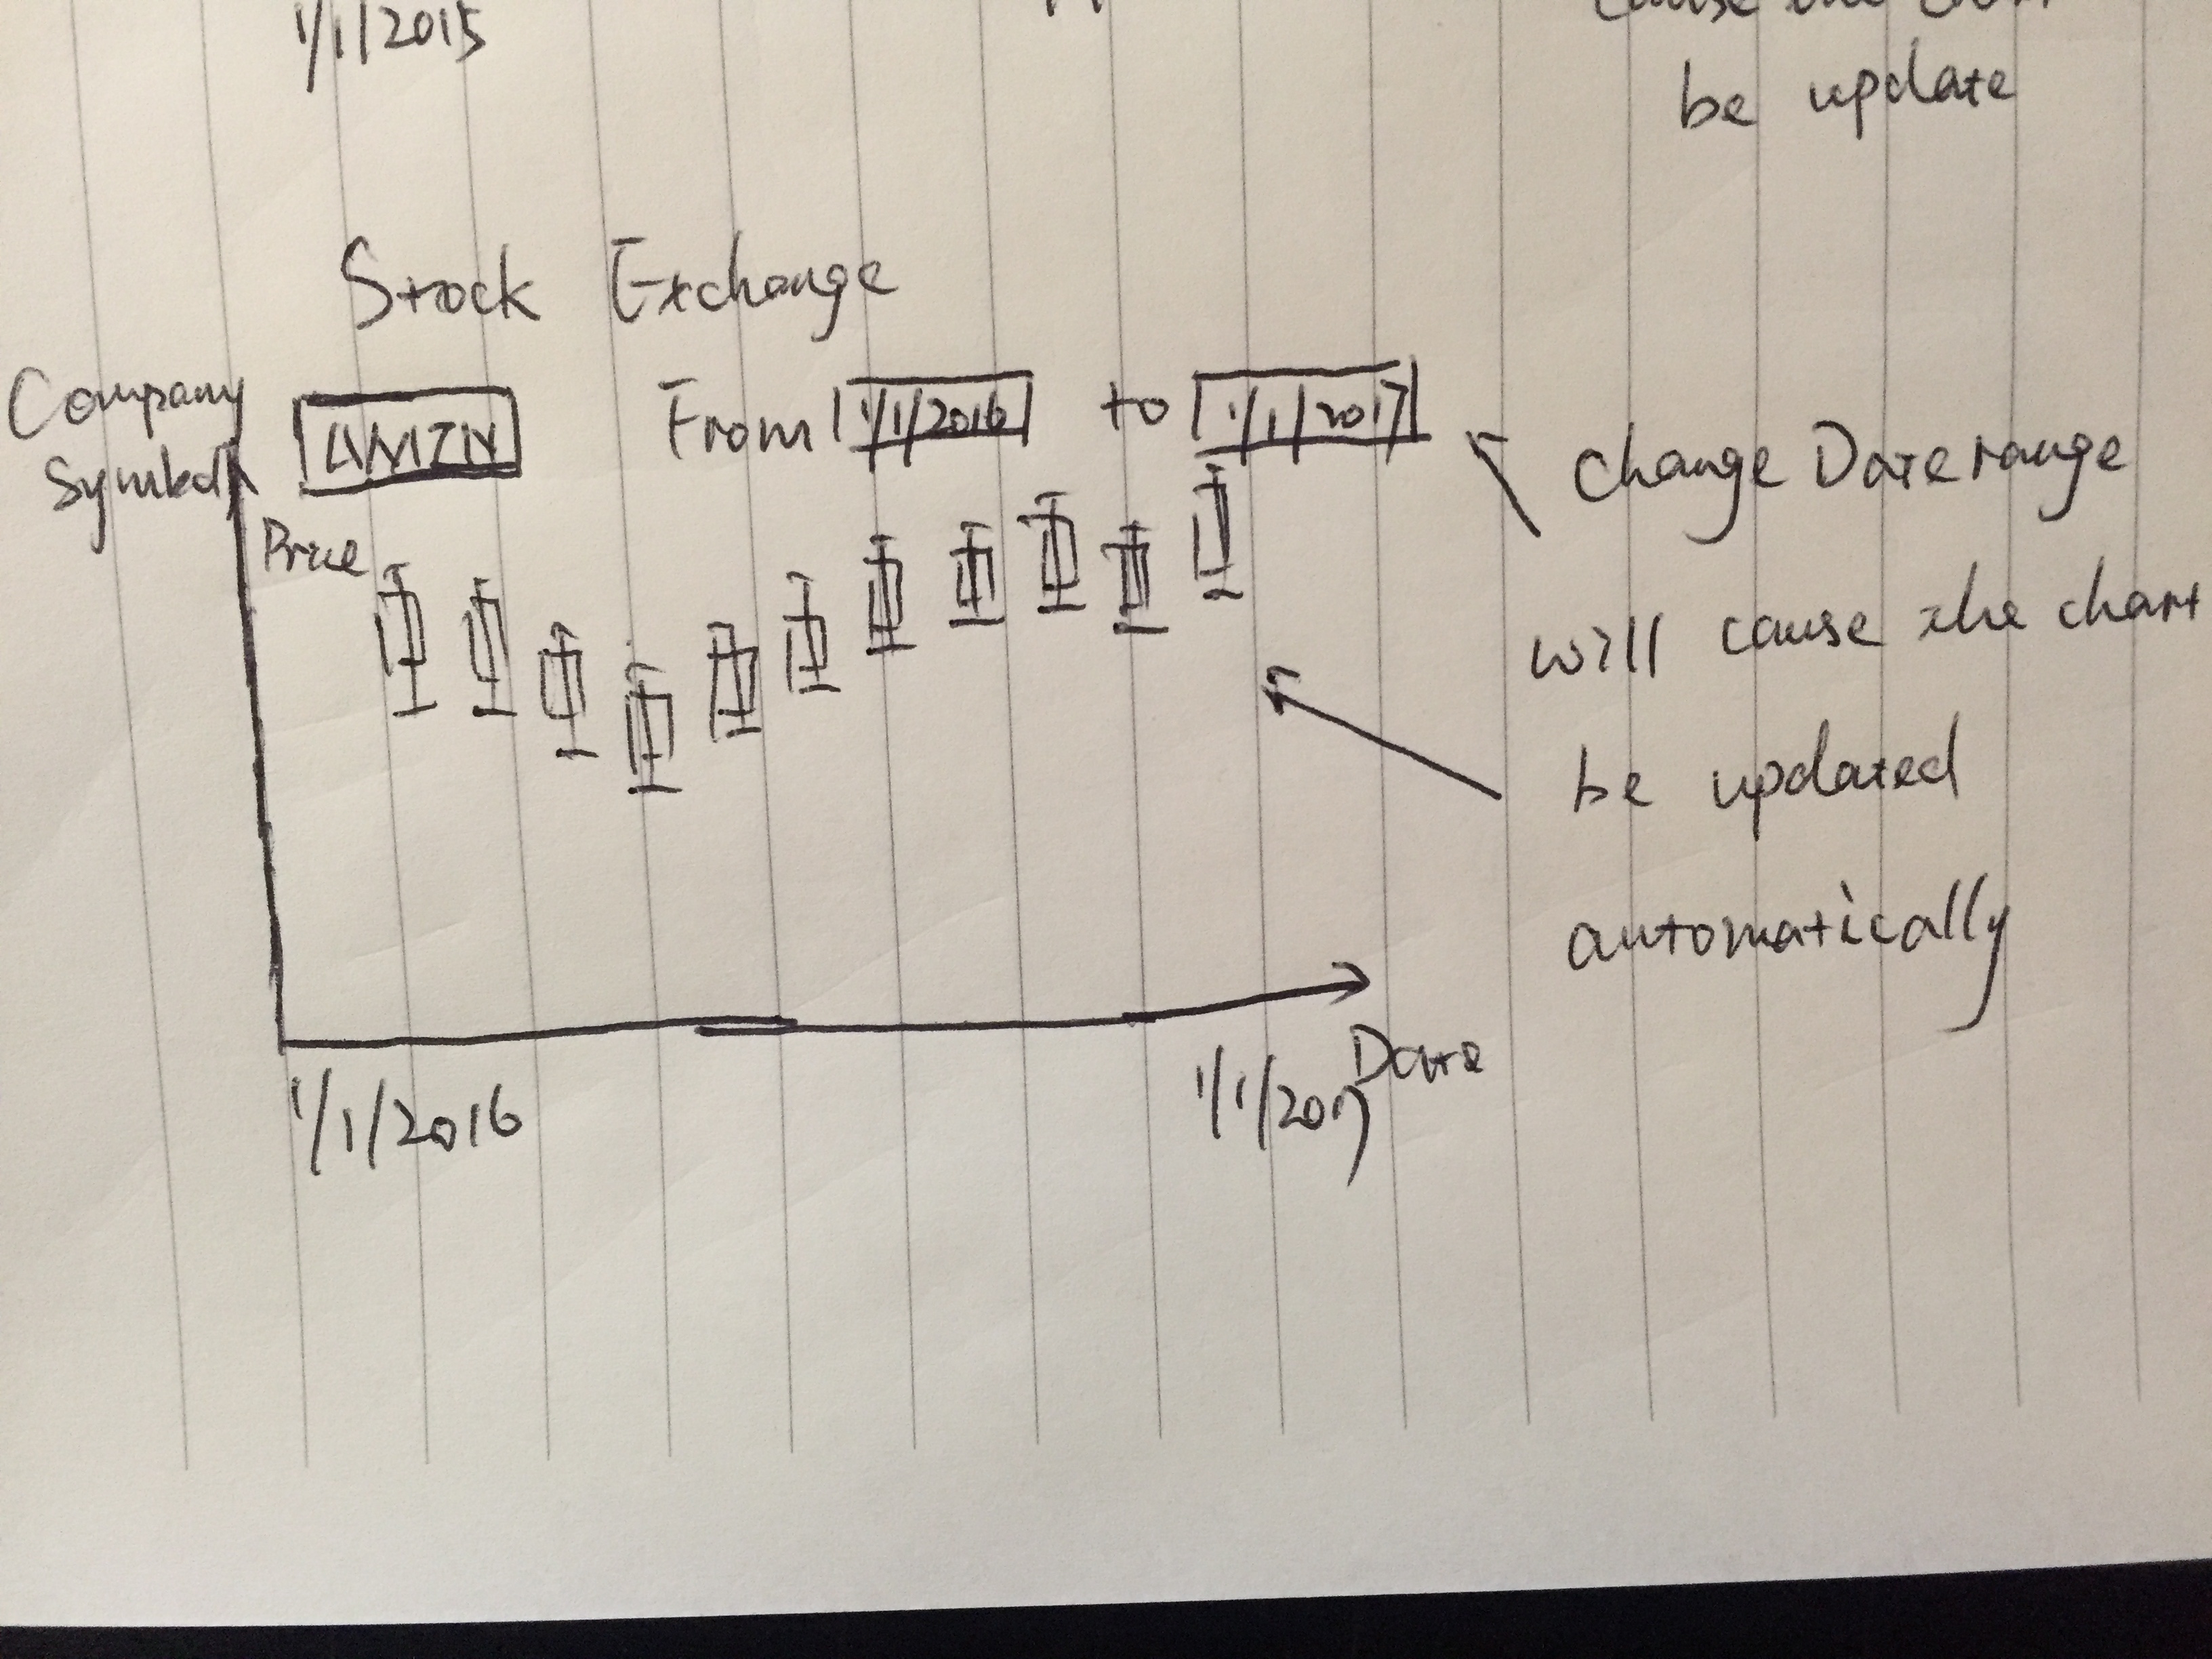 1/1/2015
be update
Stock Exchange
Company
Symbol
AMZN
From 1/1/2016 to 1/1/2017
Price
Change Date range
will cause the chart
be updated
automatically
1/1/2016
1/1/2017
Date